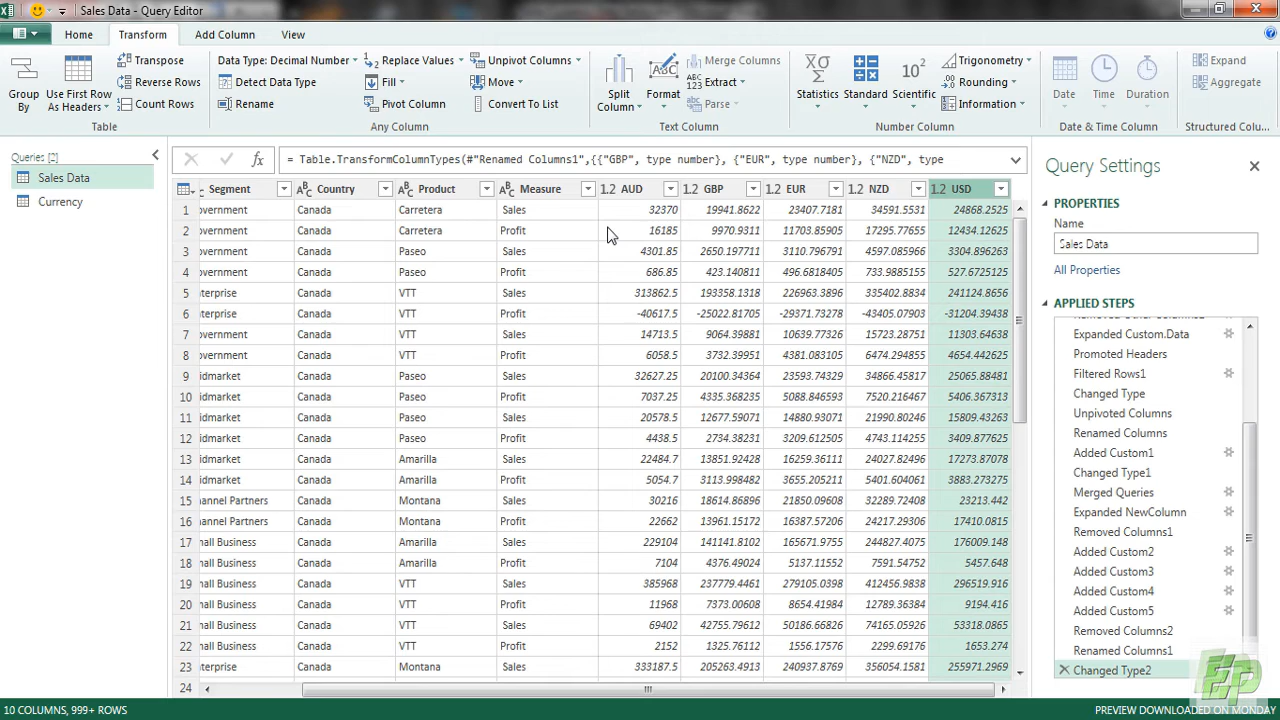 Sales Data - Query Editor
Home Transform Add Column View
Group By
Use First Row As Headers
Transpose
Reverse Rows
Count Rows
Table
Data Type: Decimal Number
Detect Data Type
Rename
Replace Values
Fill
Pivot Column
Unpivot Columns
Move
Convert To List
Any Column
Split Column
Format
Merge Columns
Extract
Parse
Text Column
Statistics
Standard
Scientific
Trigonometry
Rounding
Information
Number Column
Date
Time
Duration
Date & Time Column
Expand
Aggregate
Structured Colu
Queries [2]
Sales Data
Currency
= Table.TransformColumnTypes(#"Renamed Columns1",{{"GBP", type number}, {"EUR", type number}, {"NZD", type
Segment Country Product Measure 1.2 AUD 1.2 GBP 1.2 EUR 1.2 NZD 1.2 USD
1 overnment Canada Carretera Sales 32370 19941.8622 23407.7181 34591.5531 24868.2525
2 overnment Canada Carretera Profit 16185 9970.9311 11703.85905 17295.77655 12434.12625
3 overnment Canada Paseo Sales 4301.85 2650.197711 3110.796791 4597.085966 3304.896263
4 overnment Canada Paseo Profit 686.85 423.140811 496.6818405 733.9885155 527.6725125
5 terprise Canada VTT Sales 313862.5 193358.1318 226963.3896 335402.8834 241124.8656
6 terprise Canada VTT Profit -40617.5 -25022.81705 -29371.73278 -43405.07903 -31204.39438
7 overnment Canada VTT Sales 14713.5 9064.39881 10639.77326 15723.28751 11303.64638
8 overnment Canada VTT Profit 6058.5 3732.39951 4381.083105 6474.294855 4654.442625
9 idmarket Canada Paseo Sales 32627.25 20100.34364 23593.74329 34866.45817 25065.88481
10 idmarket Canada Paseo Profit 7037.25 4335.368235 5088.846593 7520.216467 5406.367313
11 idmarket Canada Paseo Sales 20578.5 12677.59071 14880.93071 21990.80246 15809.43263
12 idmarket Canada Paseo Profit 4438.5 2734.38231 3209.612505 4743.114255 3409.877625
13 idmarket Canada Amarilla Sales 22484.7 13851.92428 16259.36111 24027.82496 17273.87078
14 idmarket Canada Amarilla Profit 5054.7 3113.998482 3655.205211 5401.604061 3883.273275
15 hannel Partners Canada Montana Sales 30216 18614.86896 21850.09608 32289.72408 23213.442
16 hannel Partners Canada Montana Profit 22662 13961.15172 16387.57206 24217.29306 17410.0815
17 mall Business Canada Amarilla Sales 229104 141141.8102 165671.9755 244827.4075 176009.148
18 mall Business Canada Amarilla Profit 7104 4376.49024 5137.11552 7591.54752 5457.648
19 mall Business Canada VTT Sales 385968 237779.4461 279105.0398 412456.9838 296519.916
20 mall Business Canada VTT Profit 11968 7373.00608 8654.41984 12789.36384 9194.416
21 mall Business Canada VTT Sales 69402 42755.79612 50186.66826 74165.05926 53318.0865
22 mall Business Canada VTT Profit 2152 1325.76112 1556.17576 2299.69176 1653.274
23 terprise Canada Montana Sales 333187.5 205263.4913 240937.8769 356054.1581 255971.2969
24
Query Settings
PROPERTIES
Name
Sales Data
All Properties
APPLIED STEPS
Expanded Custom.Data
Promoted Headers
Filtered Rows1
Changed Type
Unpivoted Columns
Renamed Columns
Added Custom1
Changed Type1
Merged Queries
Expanded NewColumn
Removed Columns1
Added Custom2
Added Custom3
Added Custom4
Added Custom5
Removed Columns2
Renamed Columns1
Changed Type2
EP
10 COLUMNS, 999+ ROWS
PREVIEW DOWNLOADED ON MONDAY